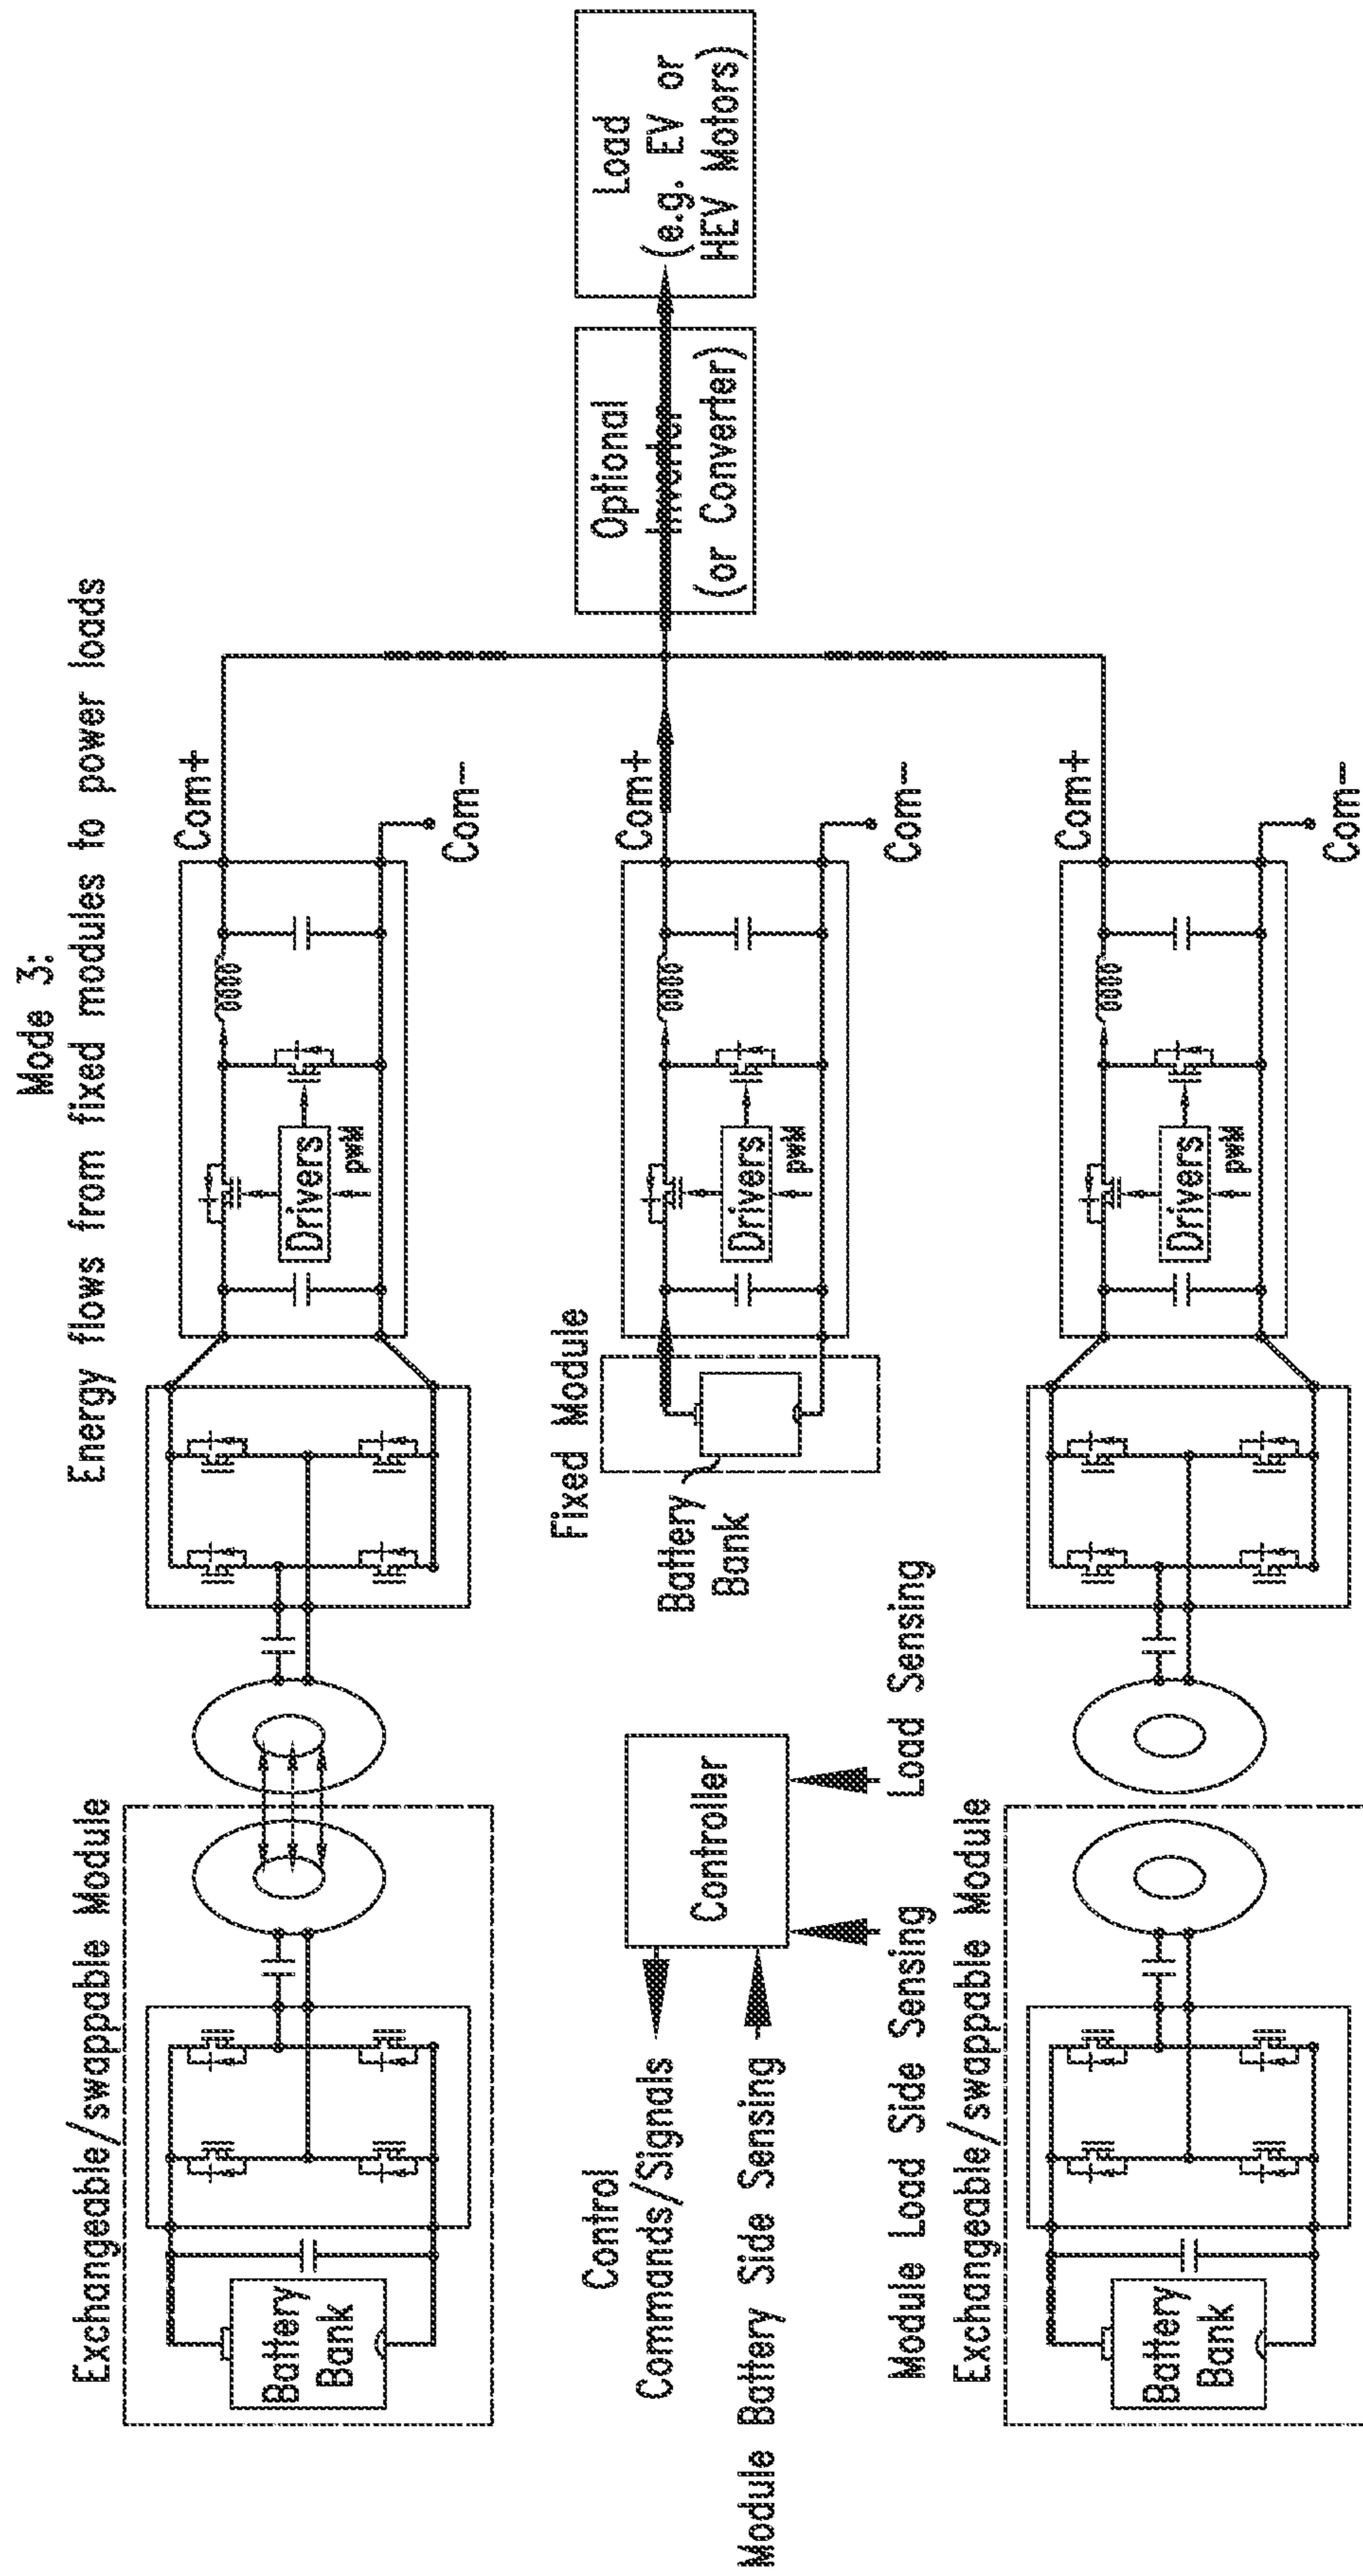 Mode 3:
Energy flows from fixed modules to power loads
Exchangeable/swappable Module
Battery
Bank
Drivers
pwM
Com+
Com−
Control
Commands/Signals
Module Battery Side Sensing
Controller
Module Load Side Sensing
Load Sensing
Fixed Module
Battery
Bank
Drivers
pwM
Com+
Com−
Optional
Inverter
(or Converter)
Load
(e.g. EV or
HEV Motors)
Exchangeable/swappable Module
Battery
Bank
Drivers
pwM
Com+
Com−